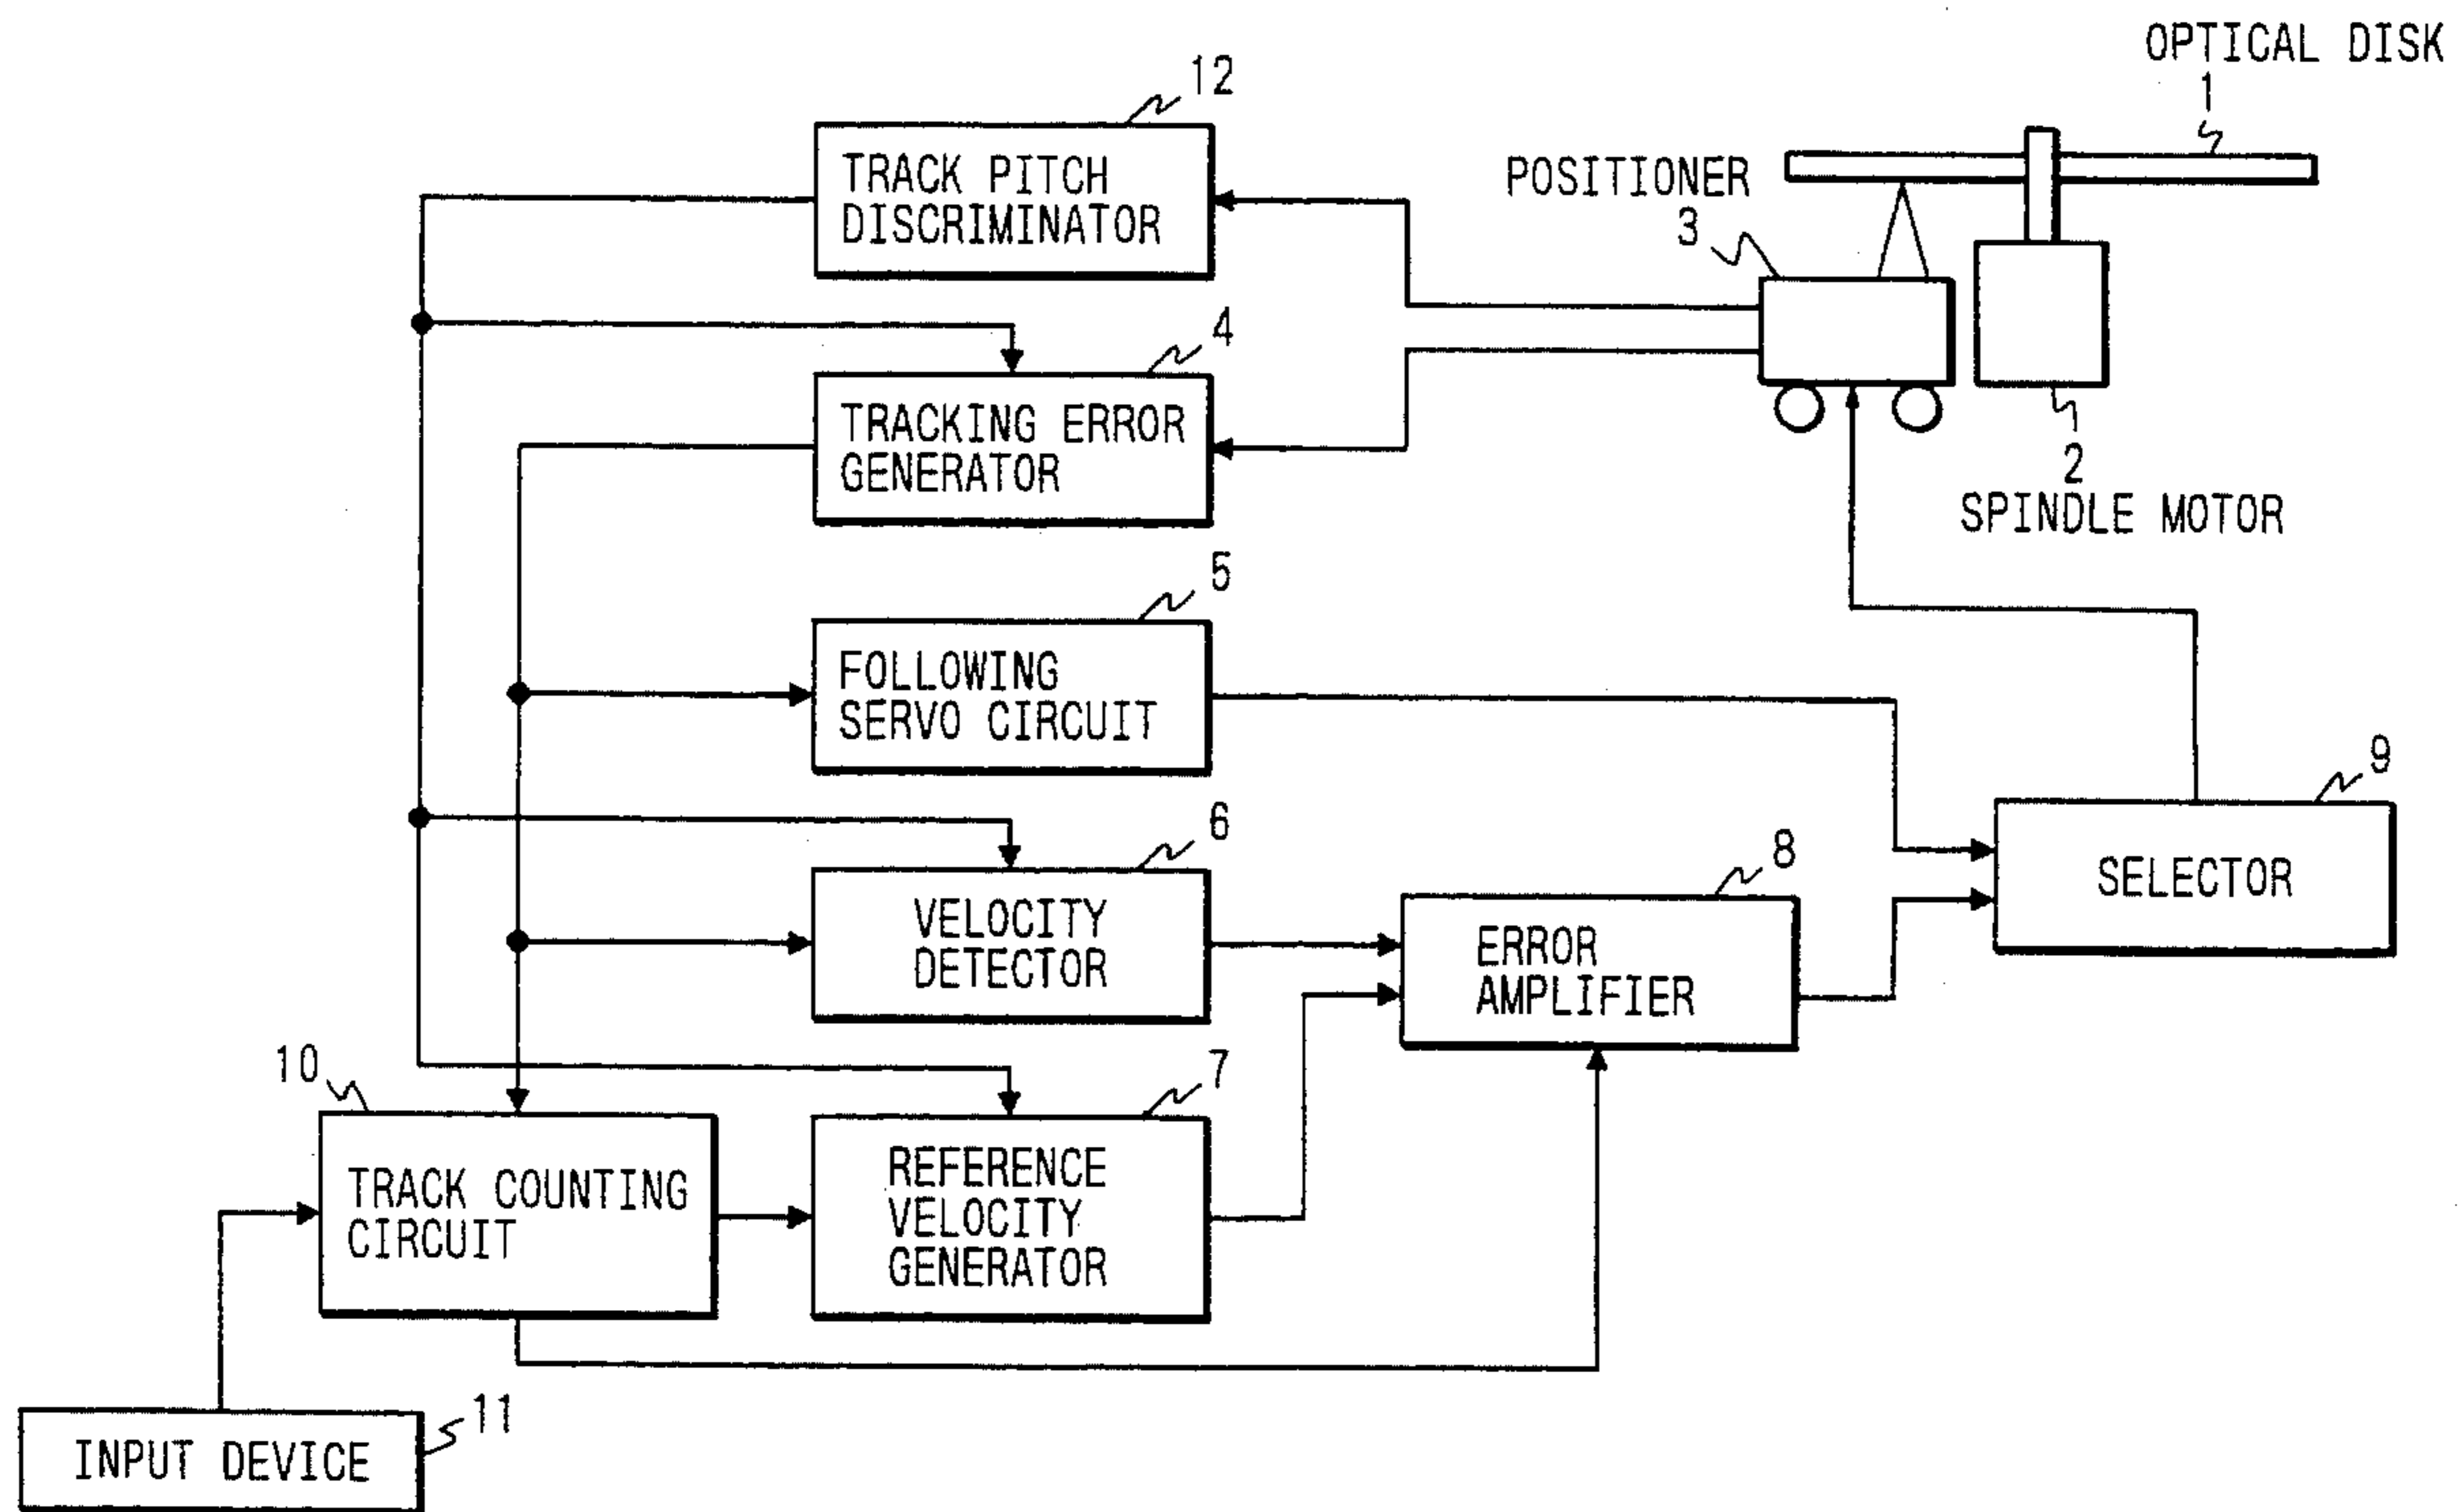 OPTICAL DISK
1
12
TRACK PITCH
DISCRIMINATOR
POSITIONER
3
4
TRACKING ERROR
GENERATOR
2
SPINDLE MOTOR
5
FOLLOWING
SERVO CIRCUIT
9
SELECTOR
6
VELOCITY
DETECTOR
8
ERROR
AMPLIFIER
10
TRACK COUNTING
CIRCUIT
7
REFERENCE
VELOCITY
GENERATOR
11
INPUT DEVICE